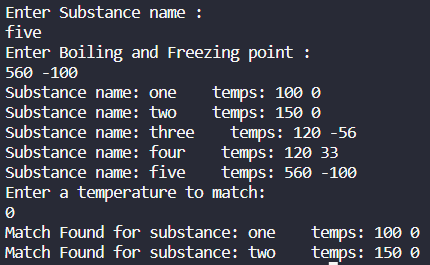 Enter Substance name :
five
Enter Boiling and Freezing point :
560 -100
Substance name: one    temps: 100 0
Substance name: two    temps: 150 0
Substance name: three    temps: 120 -56
Substance name: four    temps: 120 33
Substance name: five    temps: 560 -100
Enter a temperature to match:
0
Match Found for substance: one    temps: 100 0
Match Found for substance: two    temps: 150 0